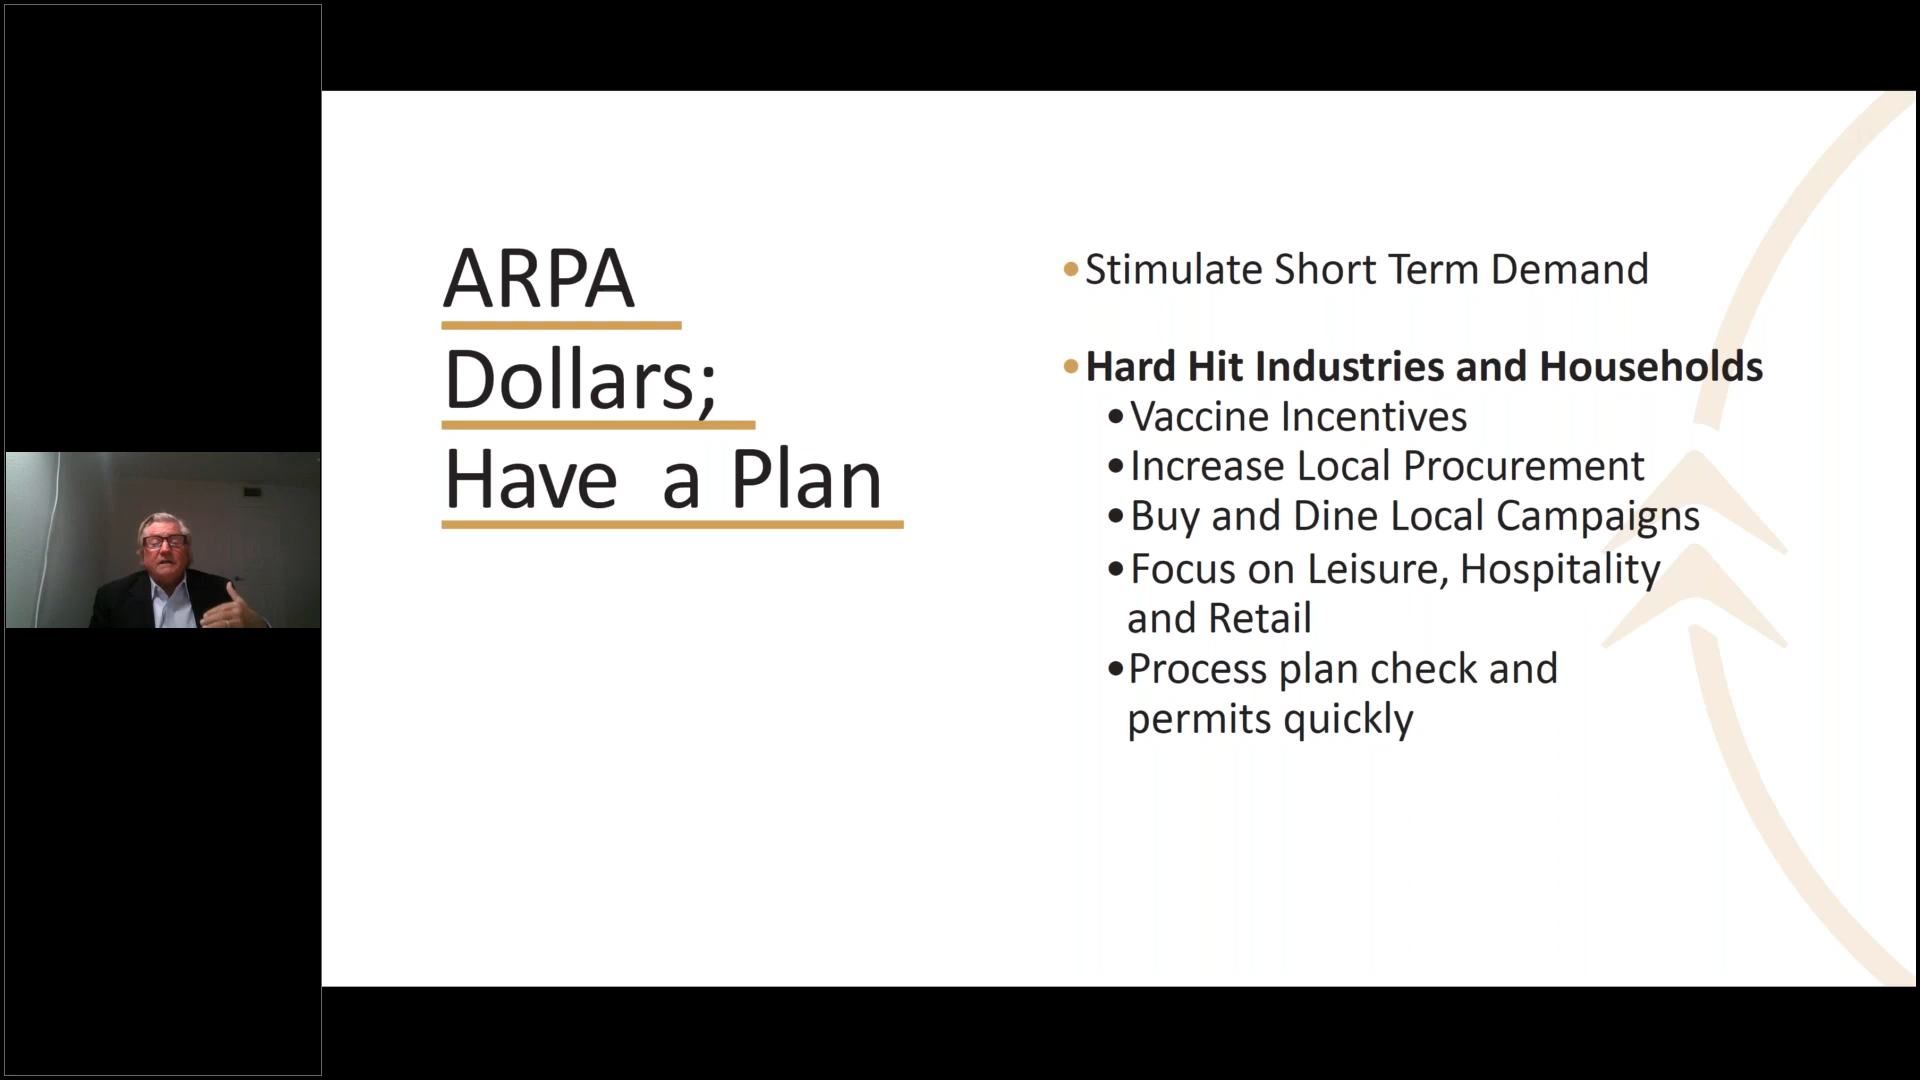 ARPA
Dollars;
Have  a Plan
•Stimulate Short Term Demand
•Hard Hit Industries and Households
•Vaccine Incentives
•Increase Local Procurement
•Buy and Dine Local Campaigns
•Focus on Leisure, Hospitality
and Retail
•Process plan check and
permits quickly